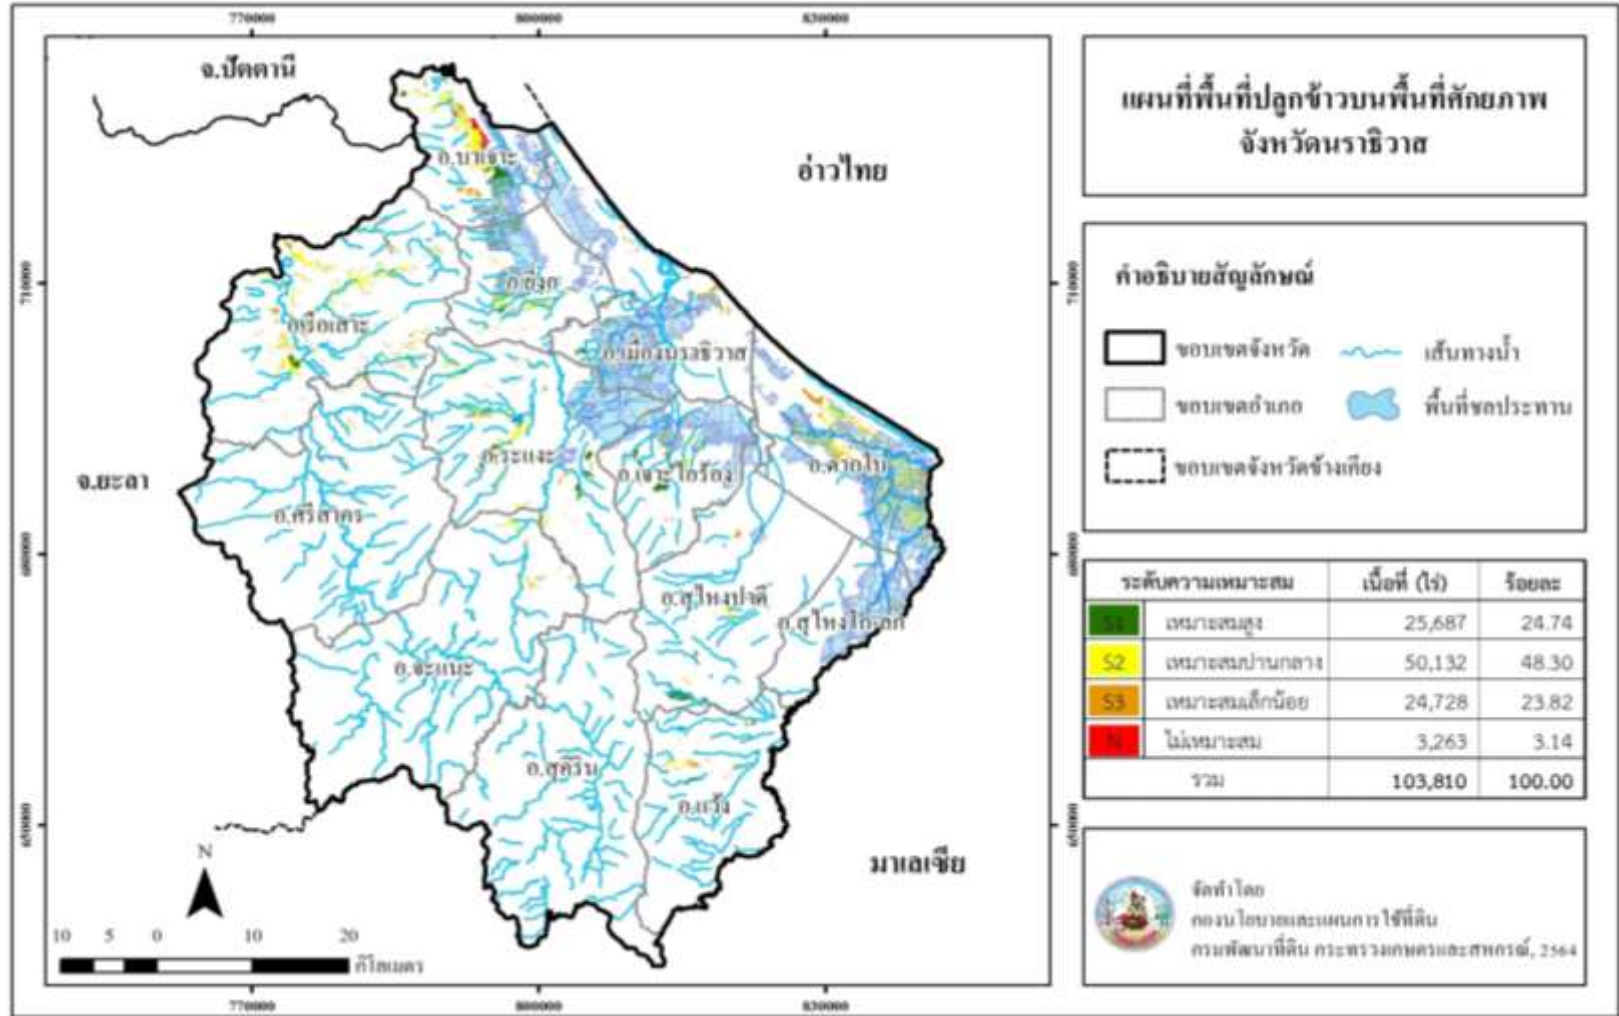 770000 800000 830000
จ.ปัตตานี
อ่าวไทย
อ.บาเจาะ
อ.ยี่งอ
710000 710000
อ.รือเสาะ
อ.เมืองนราธิวาส
อ.ระแงะ
อ.เจาะไอร้อง
อ.ตากใบ
จ.ยะลา
อ.ศรีสาคร
680000 680000
อ.สุไหงปาดี
อ.สุไหงโก-ลก
อ.จะแนะ
อ.สุคิริน
อ.แว้ง
650000 650000
มาเลเซีย
N
10 5 0 10 20
กิโลเมตร
770000 800000 830000
แผนที่พื้นที่ปลูกข้าวบนพื้นที่ศักยภาพ
จังหวัดนราธิวาส
คำอธิบายสัญลักษณ์
ขอบเขตจังหวัด เส้นทางน้ำ
ขอบเขตอำเภอ พื้นที่ชลประทาน
ขอบเขตจังหวัดข้างเคียง
ระดับความเหมาะสม เนื้อที่ (ไร่) ร้อยละ
S1 เหมาะสมสูง 25,687 24.74
S2 เหมาะสมปานกลาง 50,132 48.30
S3 เหมาะสมเล็กน้อย 24,728 23.82
N ไม่เหมาะสม 3,263 3.14
รวม 103,810 100.00
จัดทำโดย
กองนโยบายและแผนการใช้ที่ดิน
กรมพัฒนาที่ดิน กระทรวงเกษตรและสหกรณ์, 2564